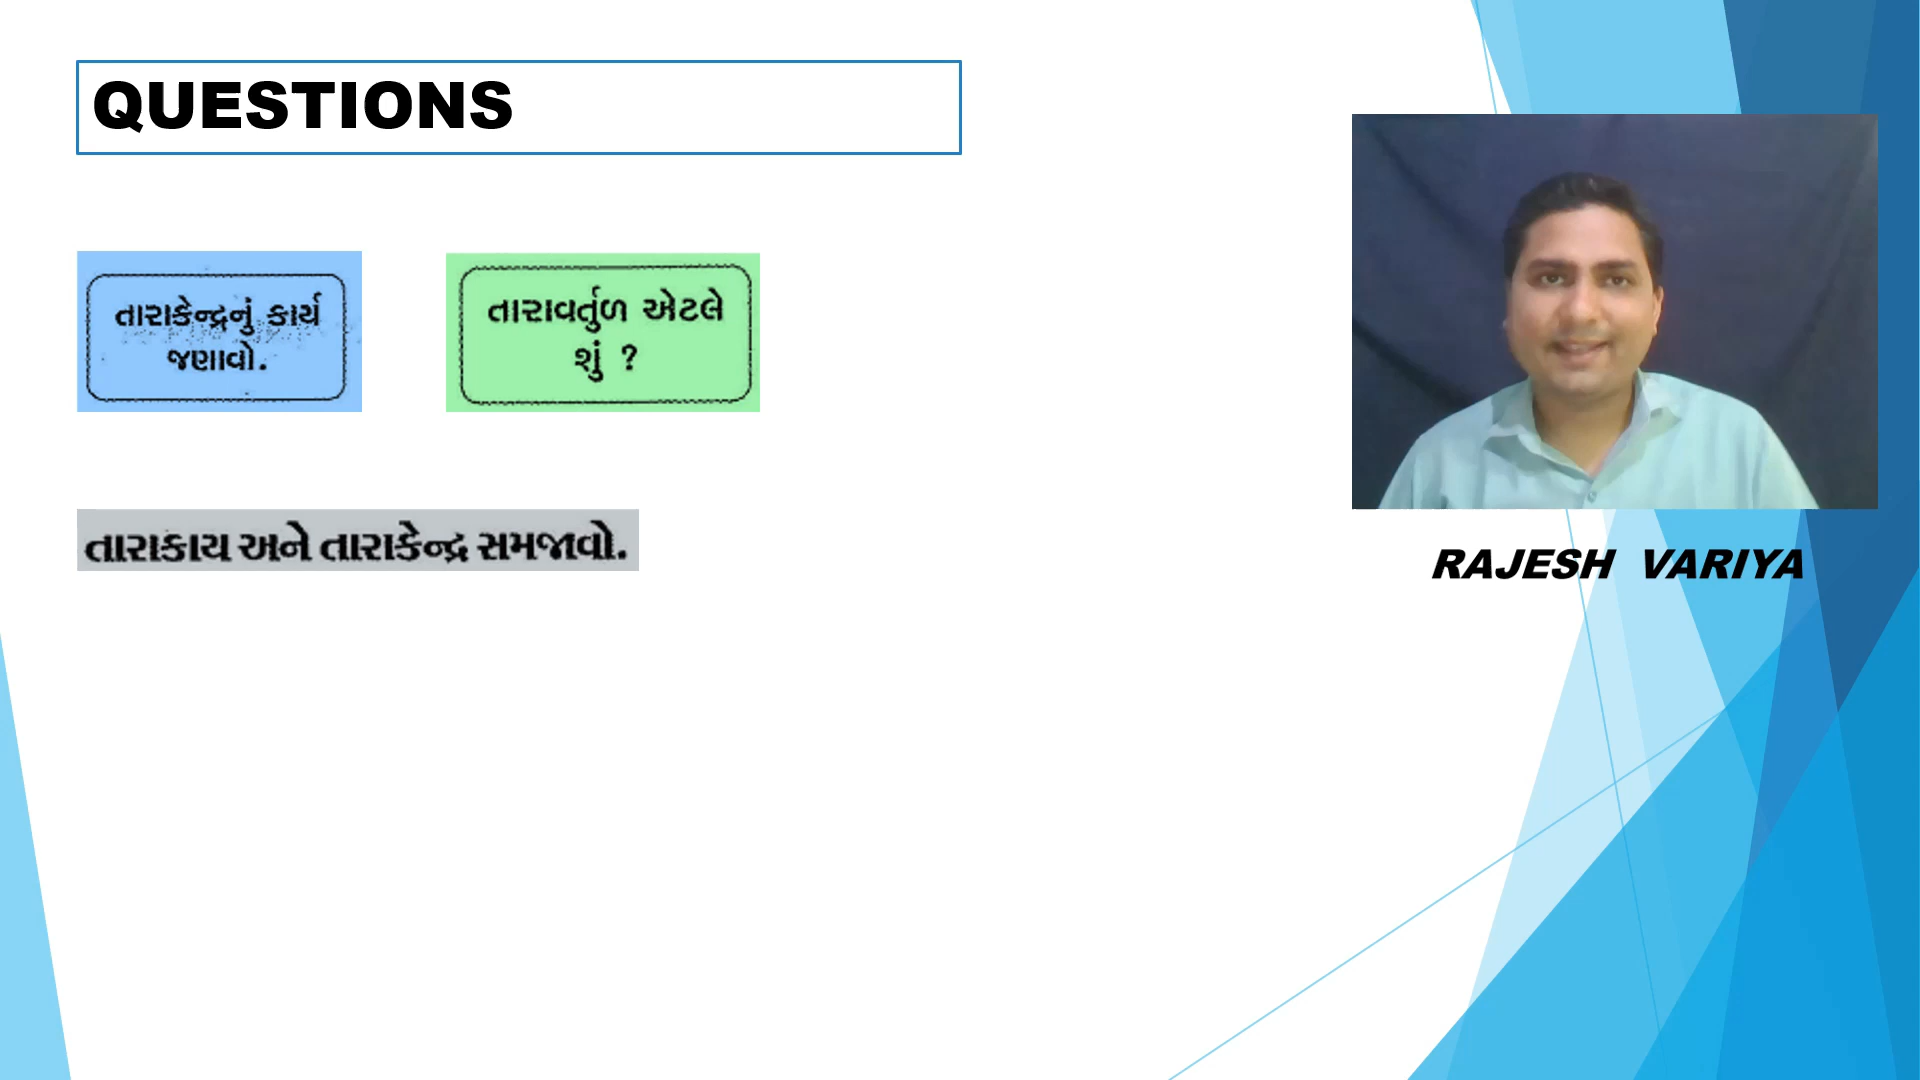 QUESTIONS
તારાકેન્દ્રનું કાર્ય
જણાવો.
તારાવર્તુળ એટલે
શું ?
તારાકાય અને તારાકેન્દ્ર સમજાવો.
RAJESH VARIYA